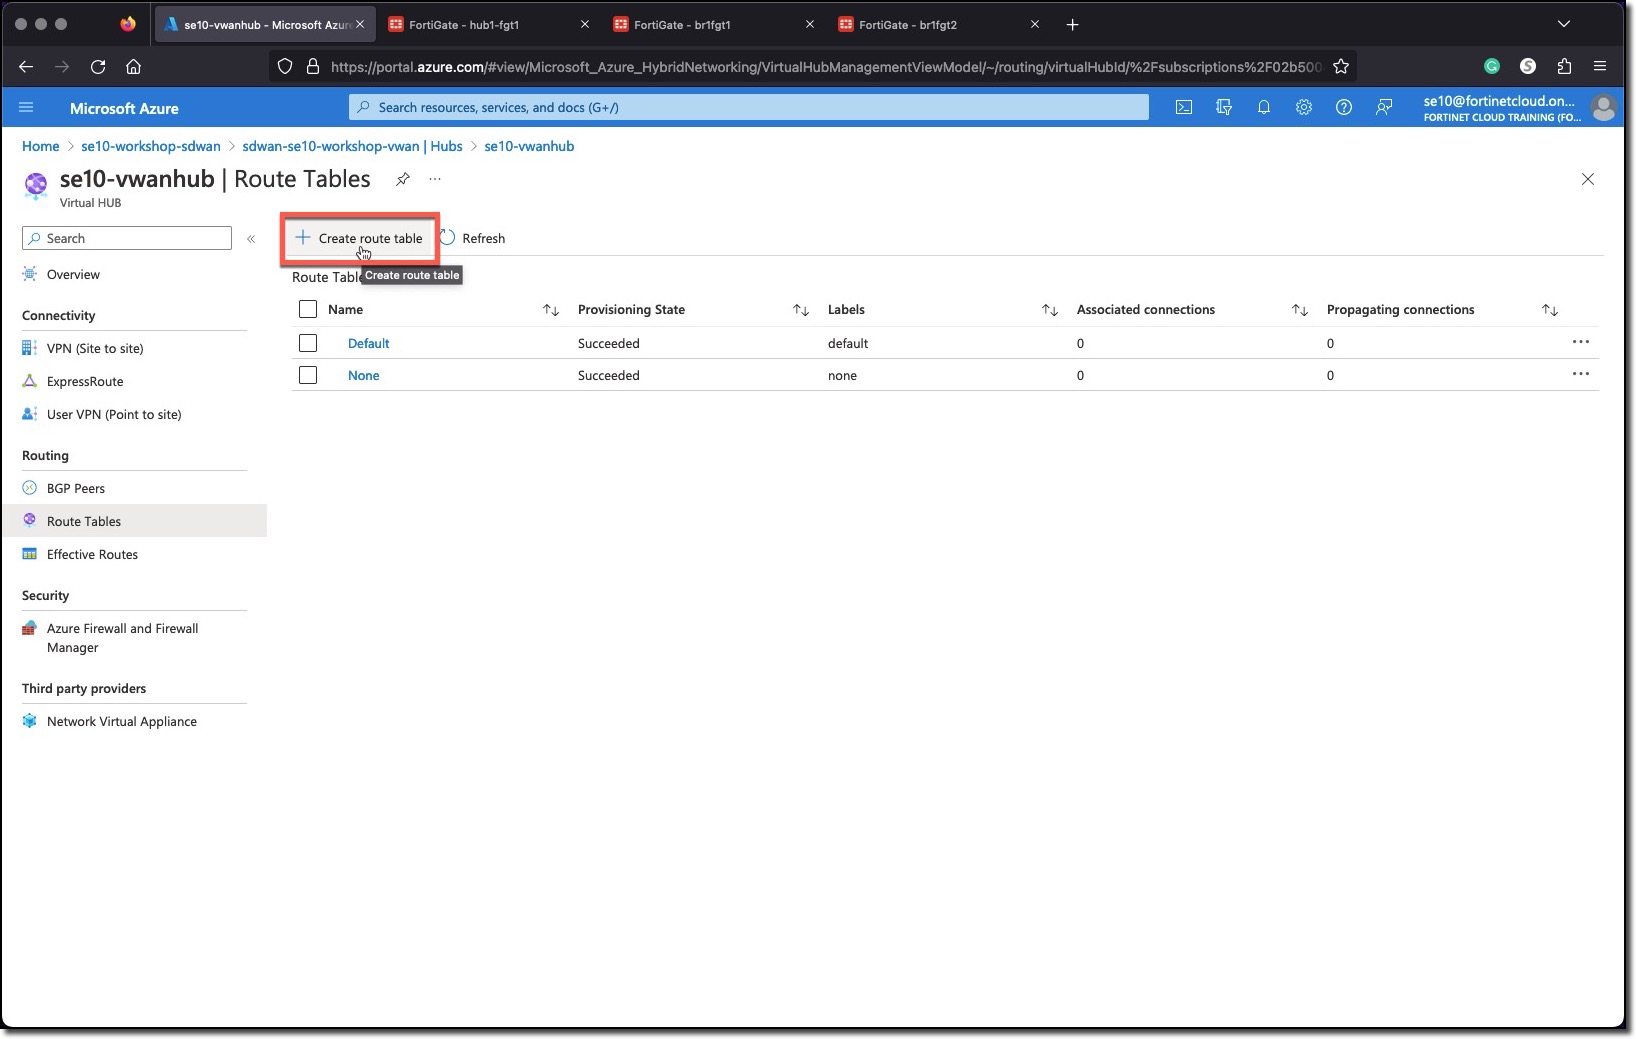 se10-vwanhub - Microsoft Azure
FortiGate - hub1-fgt1
FortiGate - br1fgt1
FortiGate - br1fgt2
https://portal.azure.com/#view/Microsoft_Azure_HybridNetworking/VirtualHubManagementViewModel/~/routing/virtualHubId/%2Fsubscriptions%2F02b500
Microsoft Azure
Search resources, services, and docs (G+/)
se10@fortinetcloud.on...
FORTINET CLOUD TRAINING (FO...
Home > se10-workshop-sdwan > sdwan-se10-workshop-vwan | Hubs > se10-vwanhub
se10-vwanhub | Route Tables
Virtual HUB
Search
Create route table
Refresh
Create route table
Overview
Connectivity
VPN (Site to site)
ExpressRoute
User VPN (Point to site)
Routing
BGP Peers
Route Tables
Effective Routes
Security
Azure Firewall and Firewall
Manager
Third party providers
Network Virtual Appliance
Route
Name Provisioning State Labels Associated connections Propagating connections
Default Succeeded default 0 0
None Succeeded none 0 0